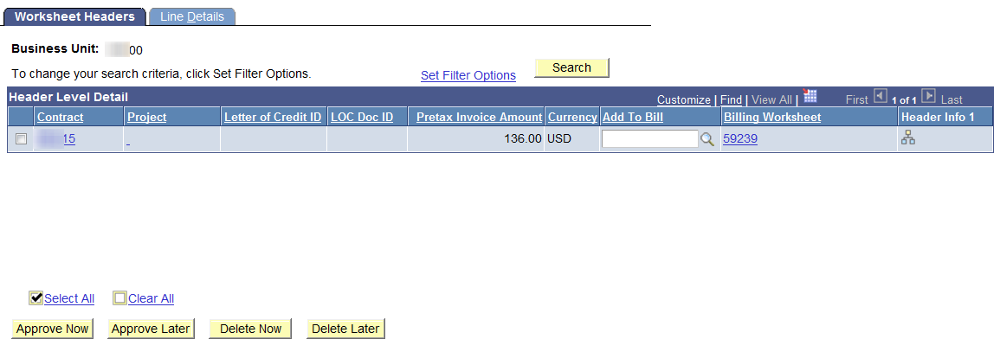 Worksheet Headers Line Details
Business Unit: 00
To change your search criteria, click Set Filter Options. Set Filter Options Search
Header Level Detail Customize | Find | View All | First 1 of 1 Last
Contract Project Letter of Credit ID LOC Doc ID Pretax Invoice Amount Currency Add To Bill Billing Worksheet Header Info 1
15 136.00 USD 59239
Select All Clear All
Approve Now Approve Later Delete Now Delete Later